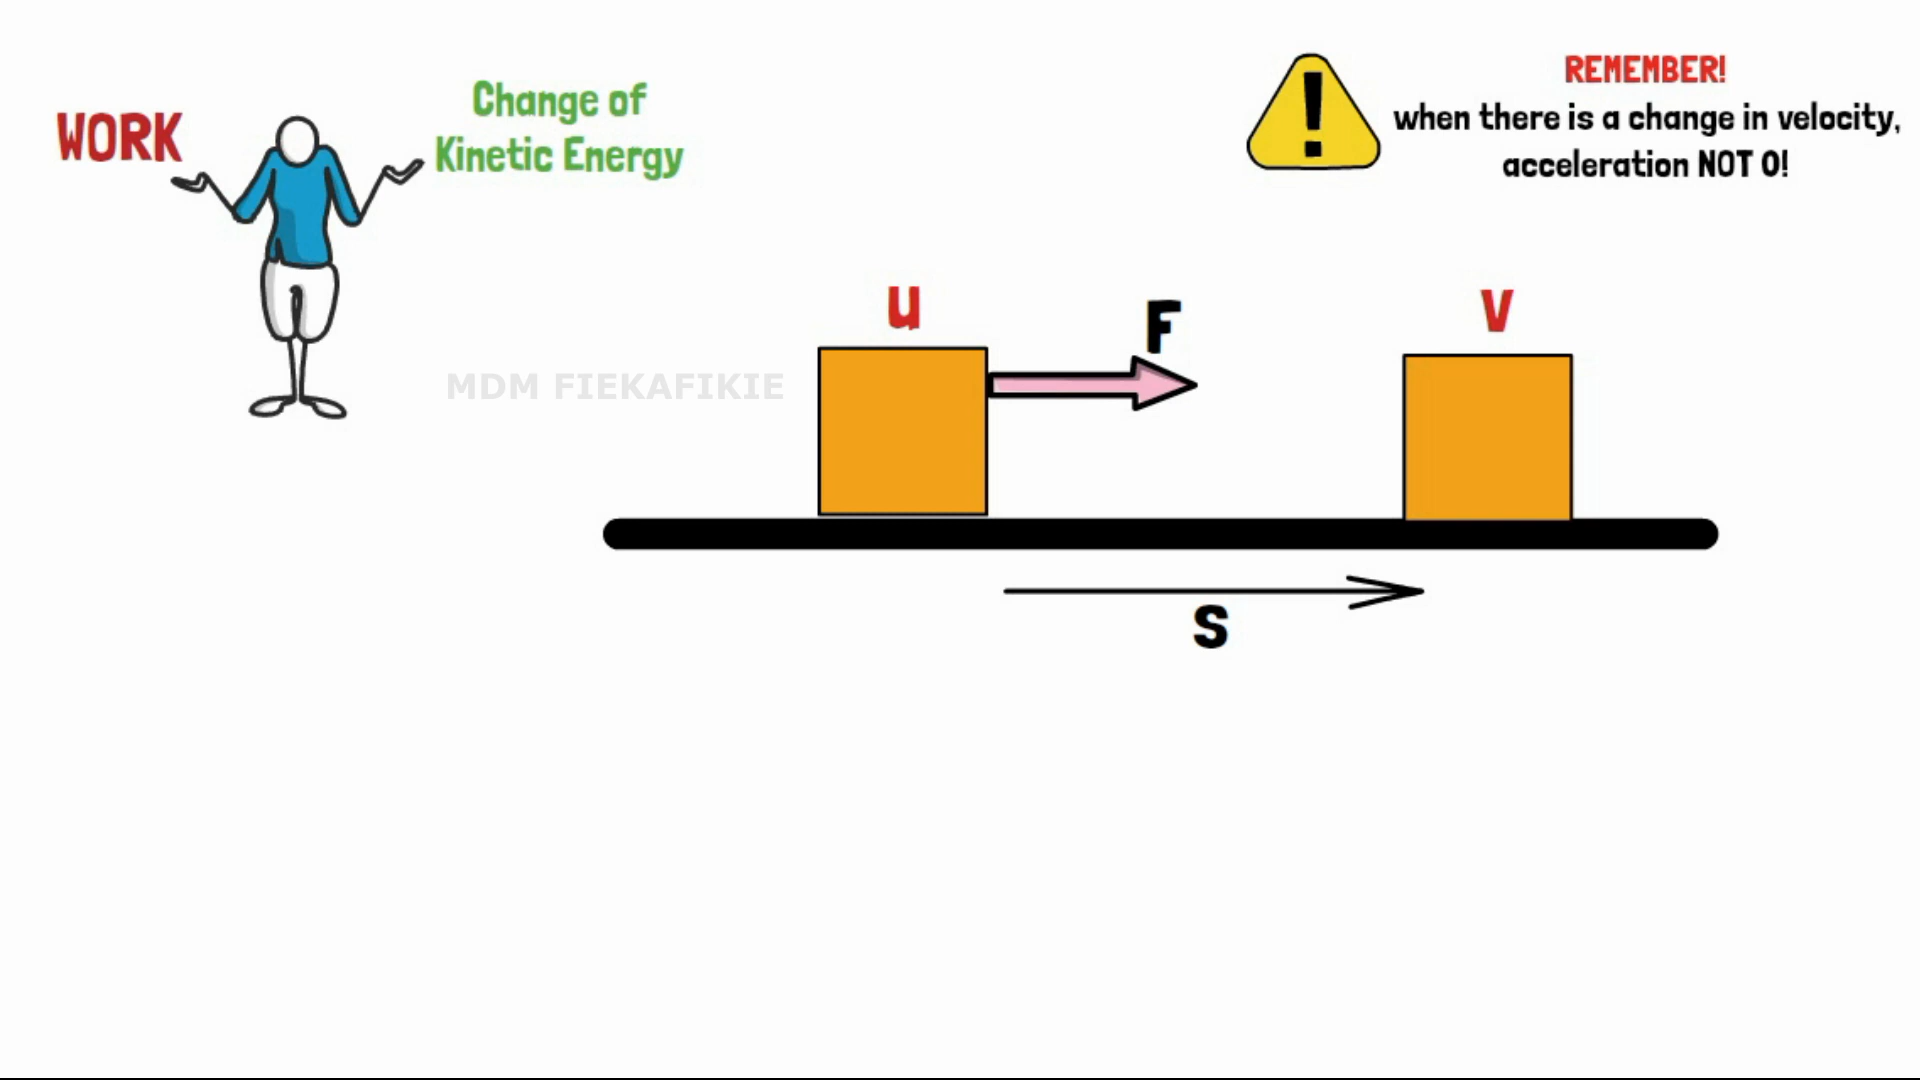 WORK
Change of
Kinetic Energy
REMEMBER!
when there is a change in velocity,
acceleration NOT 0!
u
F
v
MDM FIEKAFIKIE
s